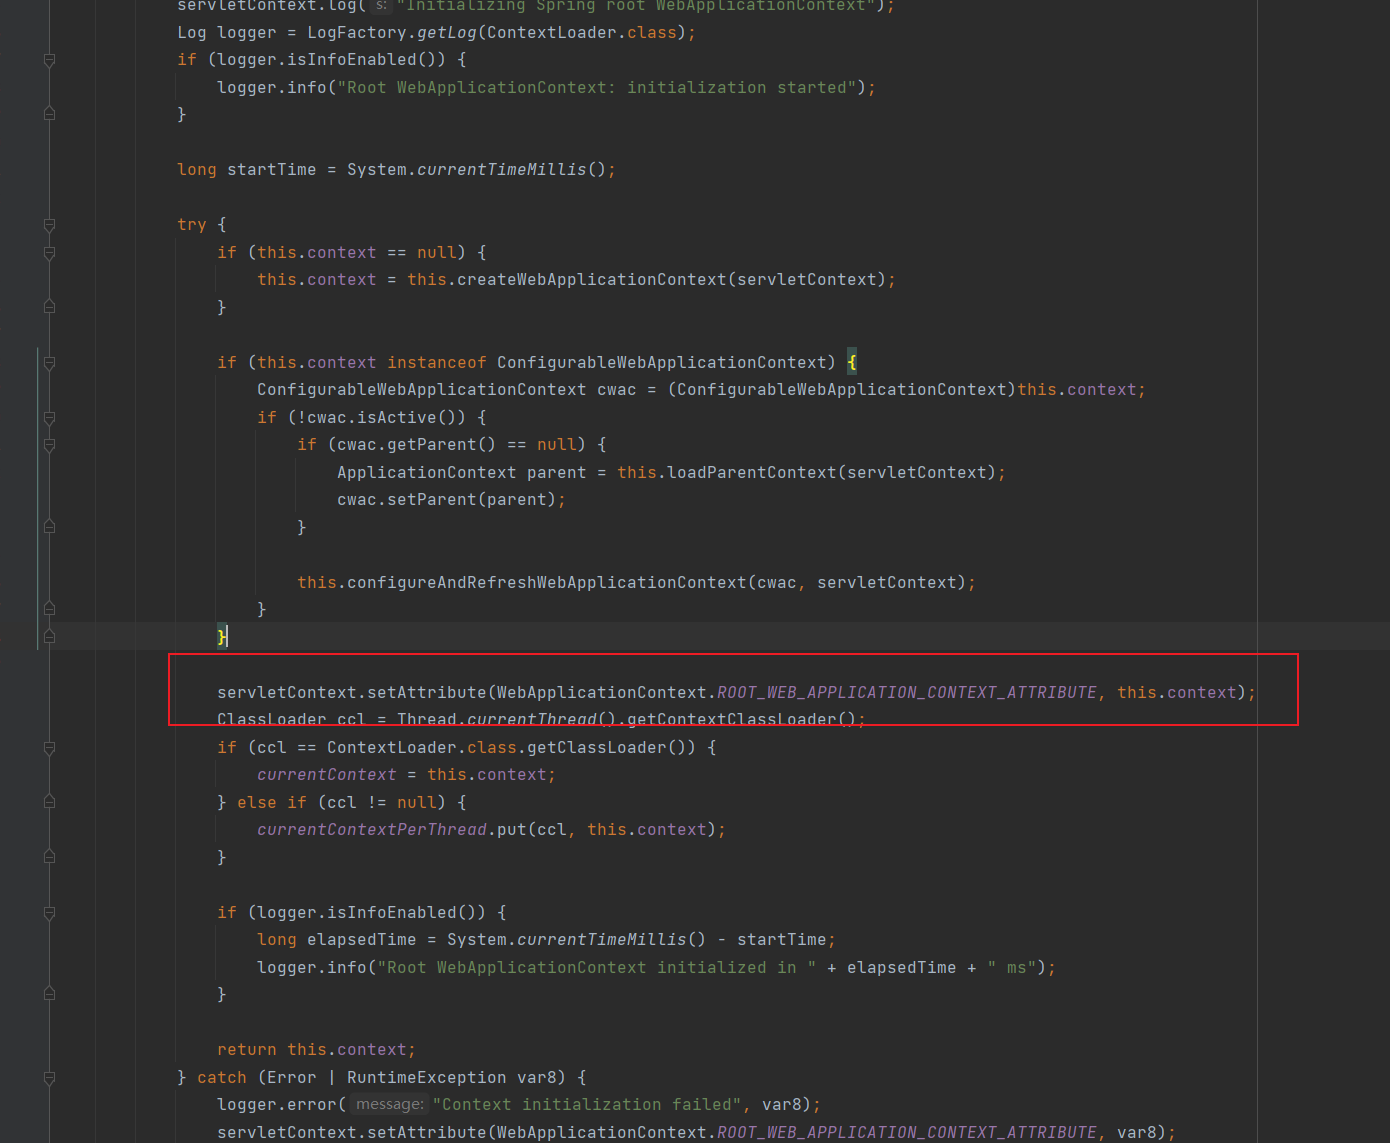 servletContext.log( s: "Initializing Spring root WebApplicationContext");
Log logger = LogFactory.getLog(ContextLoader.class);
if (logger.isInfoEnabled()) {
logger.info("Root WebApplicationContext: initialization started");
}
long startTime = System.currentTimeMillis();
try {
if (this.context == null) {
this.context = this.createWebApplicationContext(servletContext);
}
if (this.context instanceof ConfigurableWebApplicationContext) {
ConfigurableWebApplicationContext cwac = (ConfigurableWebApplicationContext)this.context;
if (!cwac.isActive()) {
if (cwac.getParent() == null) {
ApplicationContext parent = this.loadParentContext(servletContext);
cwac.setParent(parent);
}
this.configureAndRefreshWebApplicationContext(cwac, servletContext);
}
}
servletContext.setAttribute(WebApplicationContext.ROOT_WEB_APPLICATION_CONTEXT_ATTRIBUTE, this.context);
ClassLoader ccl = Thread.currentThread().getContextClassLoader();
if (ccl == ContextLoader.class.getClassLoader()) {
currentContext = this.context;
} else if (ccl != null) {
currentContextPerThread.put(ccl, this.context);
}
if (logger.isInfoEnabled()) {
long elapsedTime = System.currentTimeMillis() - startTime;
logger.info("Root WebApplicationContext initialized in " + elapsedTime + " ms");
}
return this.context;
} catch (Error | RuntimeException var8) {
logger.error( message: "Context initialization failed", var8);
servletContext.setAttribute(WebApplicationContext.ROOT_WEB_APPLICATION_CONTEXT_ATTRIBUTE, var8);